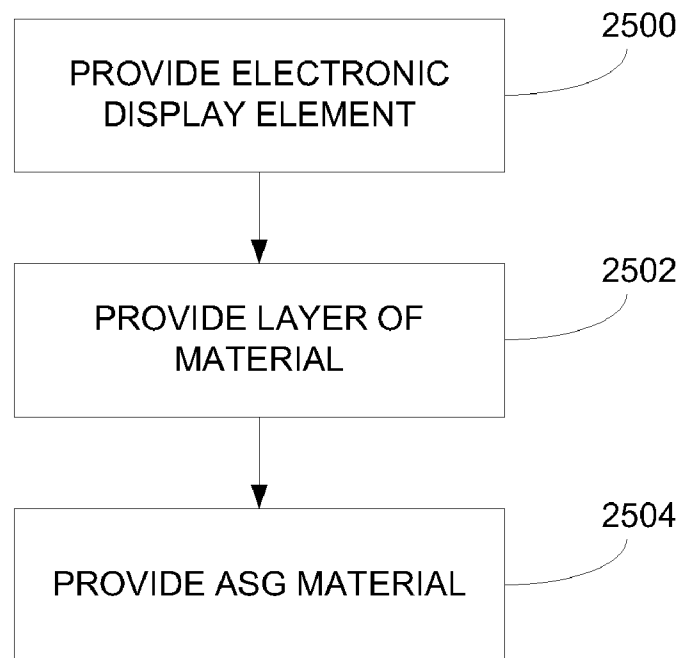 2500
PROVIDE ELECTRONIC
DISPLAY ELEMENT
2502
PROVIDE LAYER OF
MATERIAL
2504
PROVIDE ASG MATERIAL